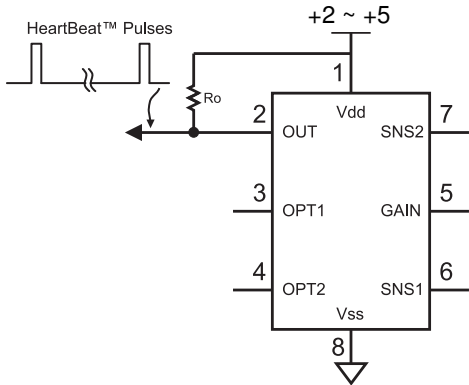 HeartBeat™ Pulses
+2 ~ +5
1
Ro
Vdd
2
OUT
SNS2
7
3
OPT1
GAIN
5
4
OPT2
SNS1
6
Vss
8